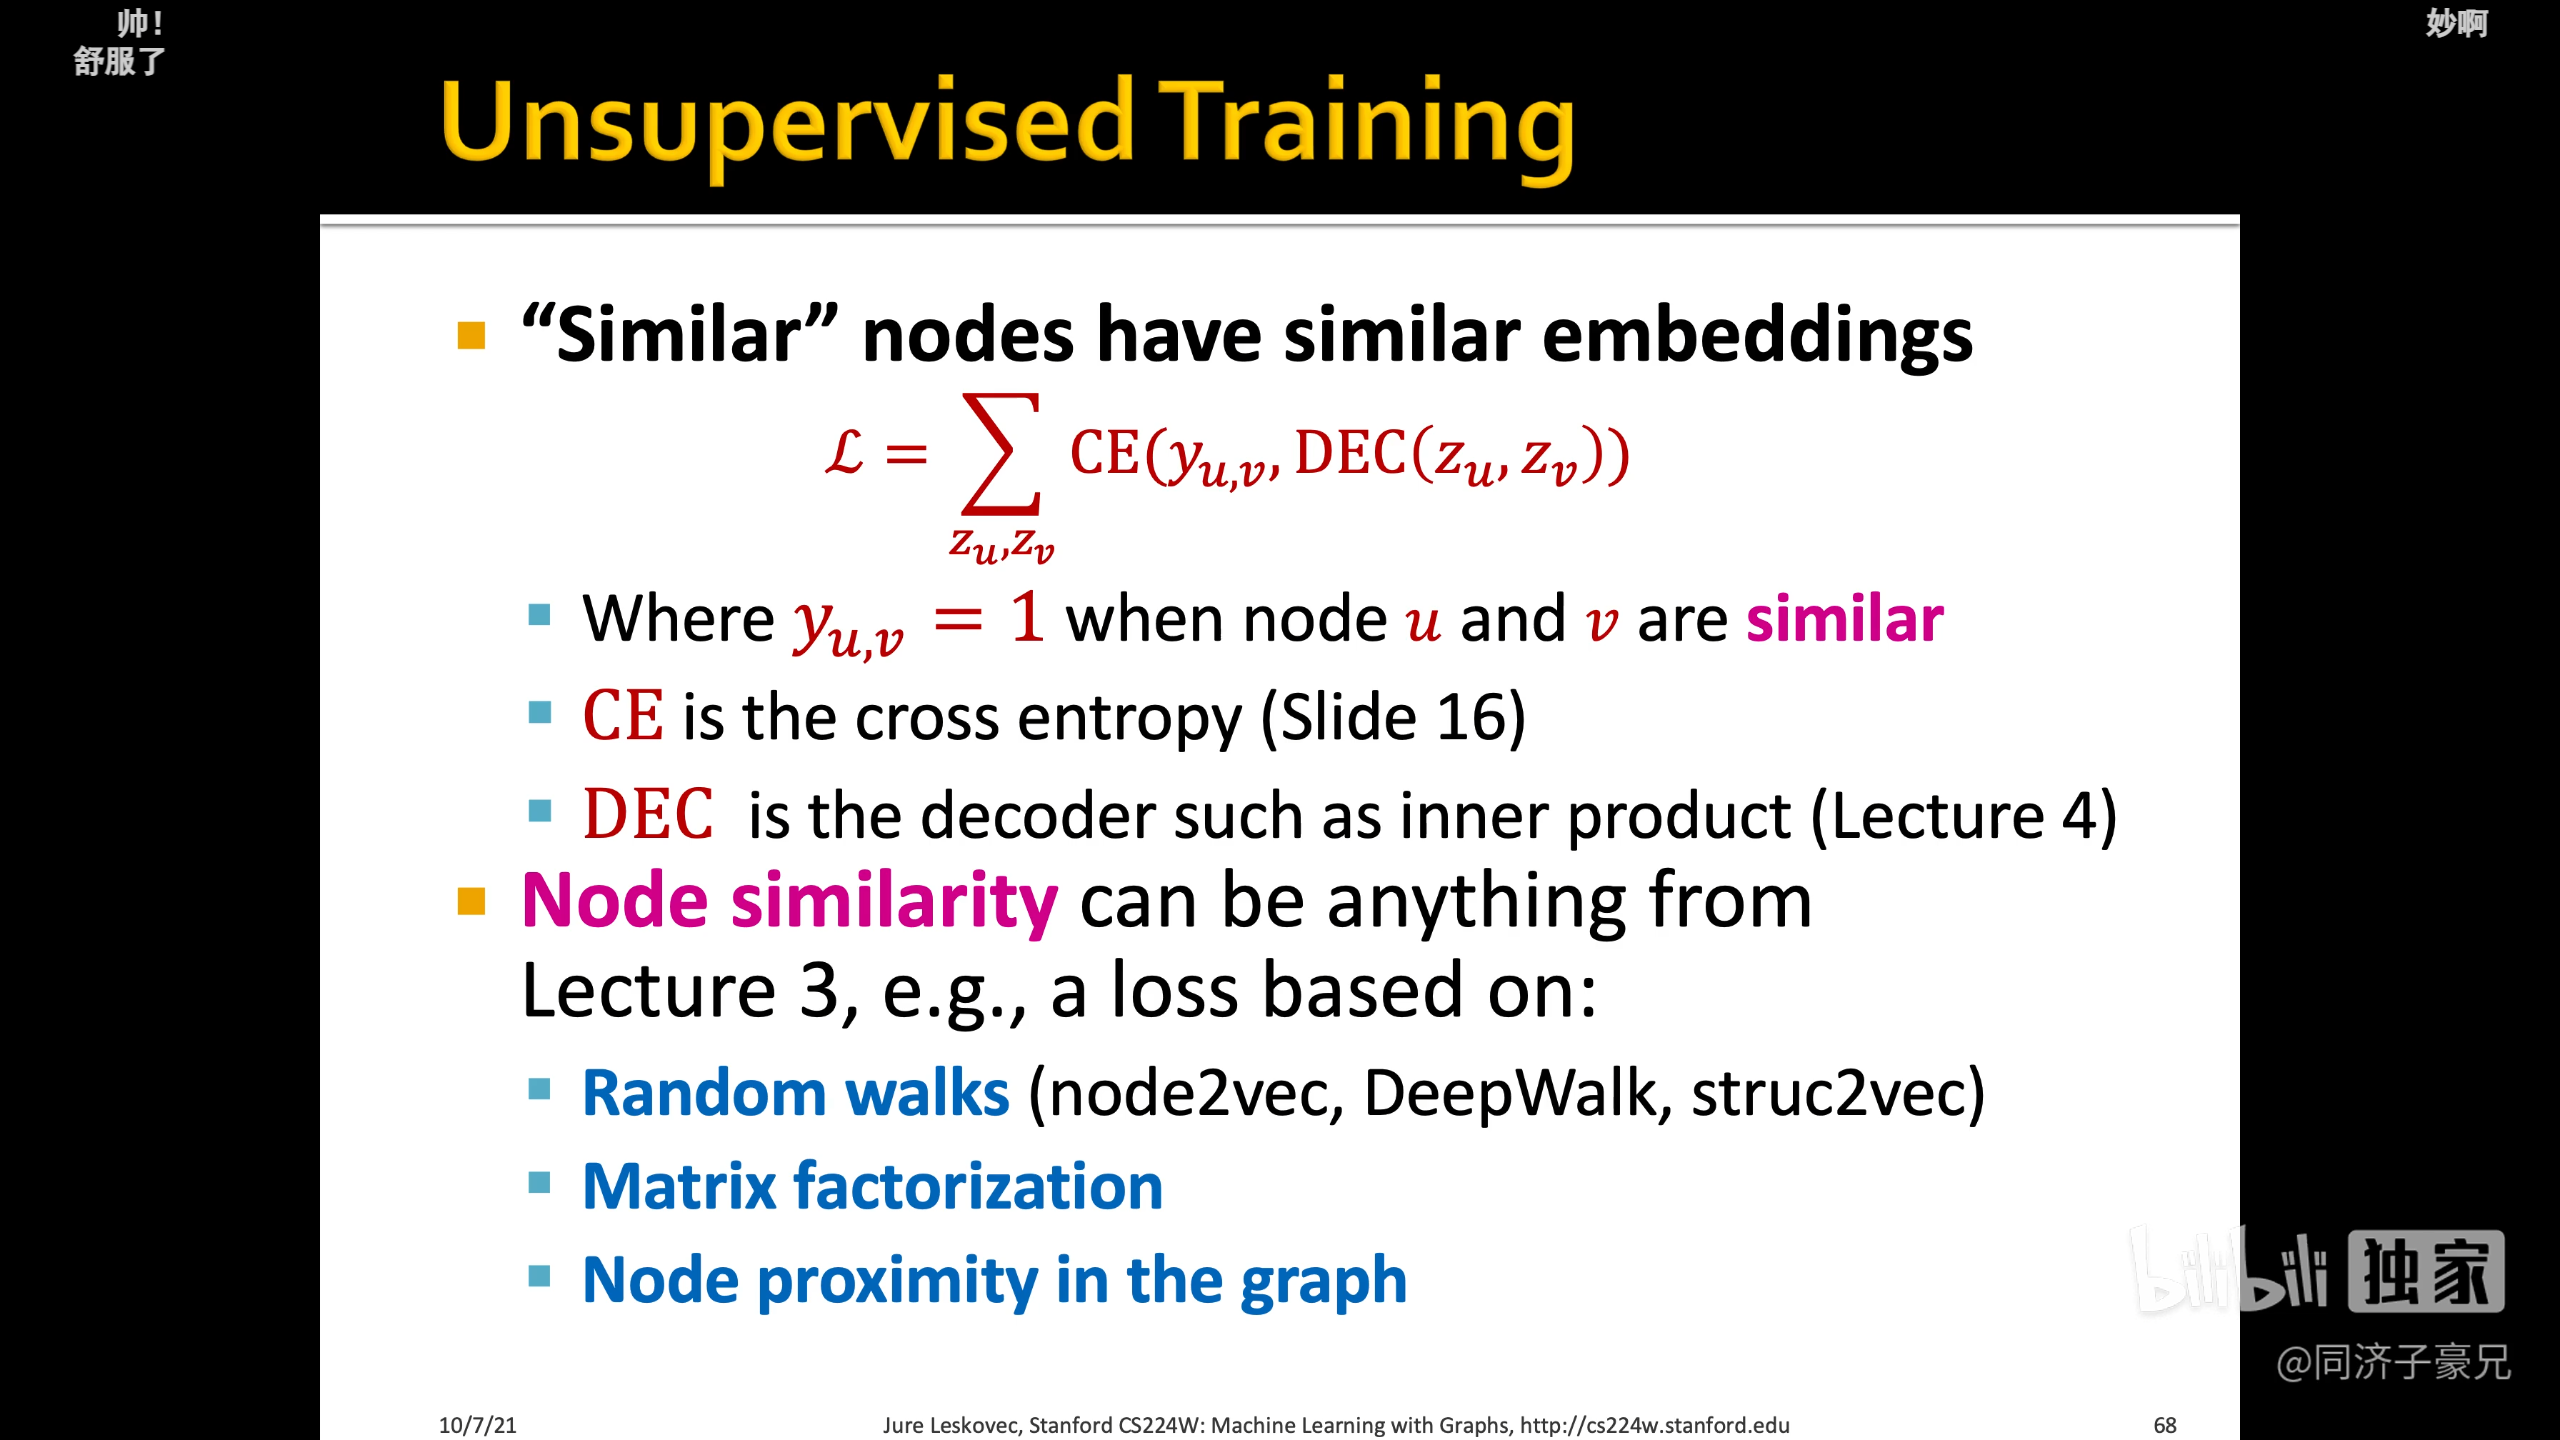 帅！
舒服了
妙啊
Unsupervised Training
“Similar” nodes have similar embeddings
ℒ = ∑ CE(y_{u,v}, DEC(z_u, z_v))
z_u,z_v
Where y_{u,v} = 1 when node u and v are similar
CE is the cross entropy (Slide 16)
DEC is the decoder such as inner product (Lecture 4)
Node similarity can be anything from
Lecture 3, e.g., a loss based on:
Random walks (node2vec, DeepWalk, struc2vec)
Matrix factorization
Node proximity in the graph
bilibili 独家
@同济子豪兄
10/7/21
Jure Leskovec, Stanford CS224W: Machine Learning with Graphs, http://cs224w.stanford.edu
68